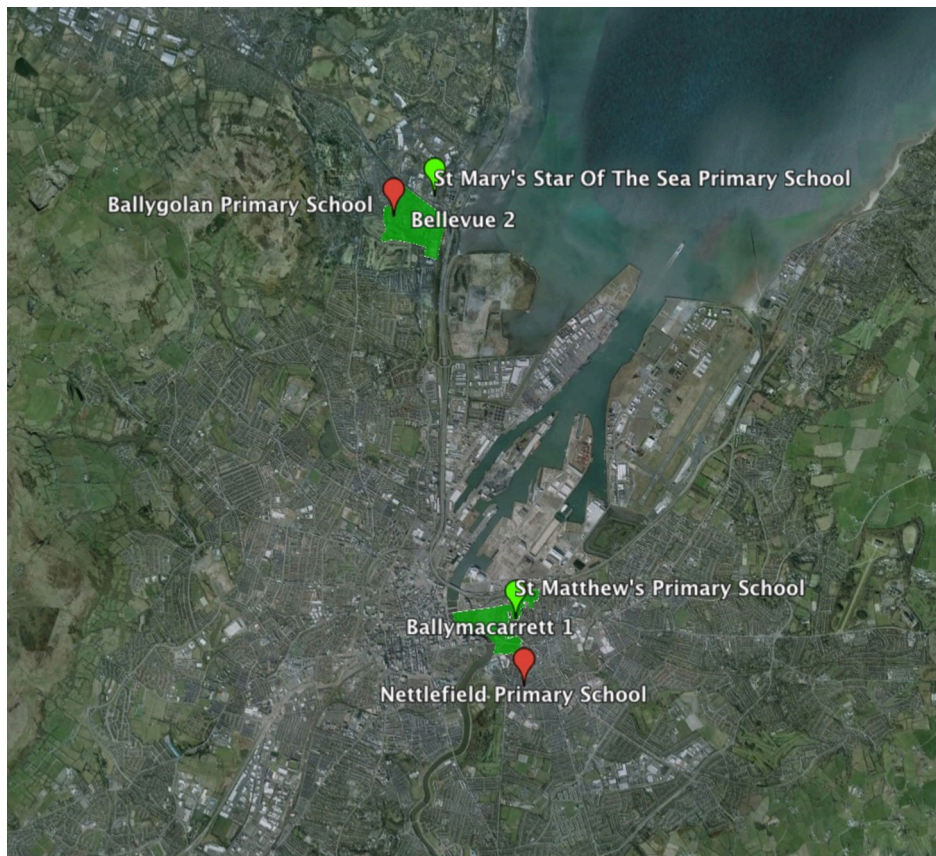 St Mary's Star Of The Sea Primary School
Ballygolan Primary School
Bellevue 2
St Matthew's Primary School
Ballymacarrett 1
Nettlefield Primary School